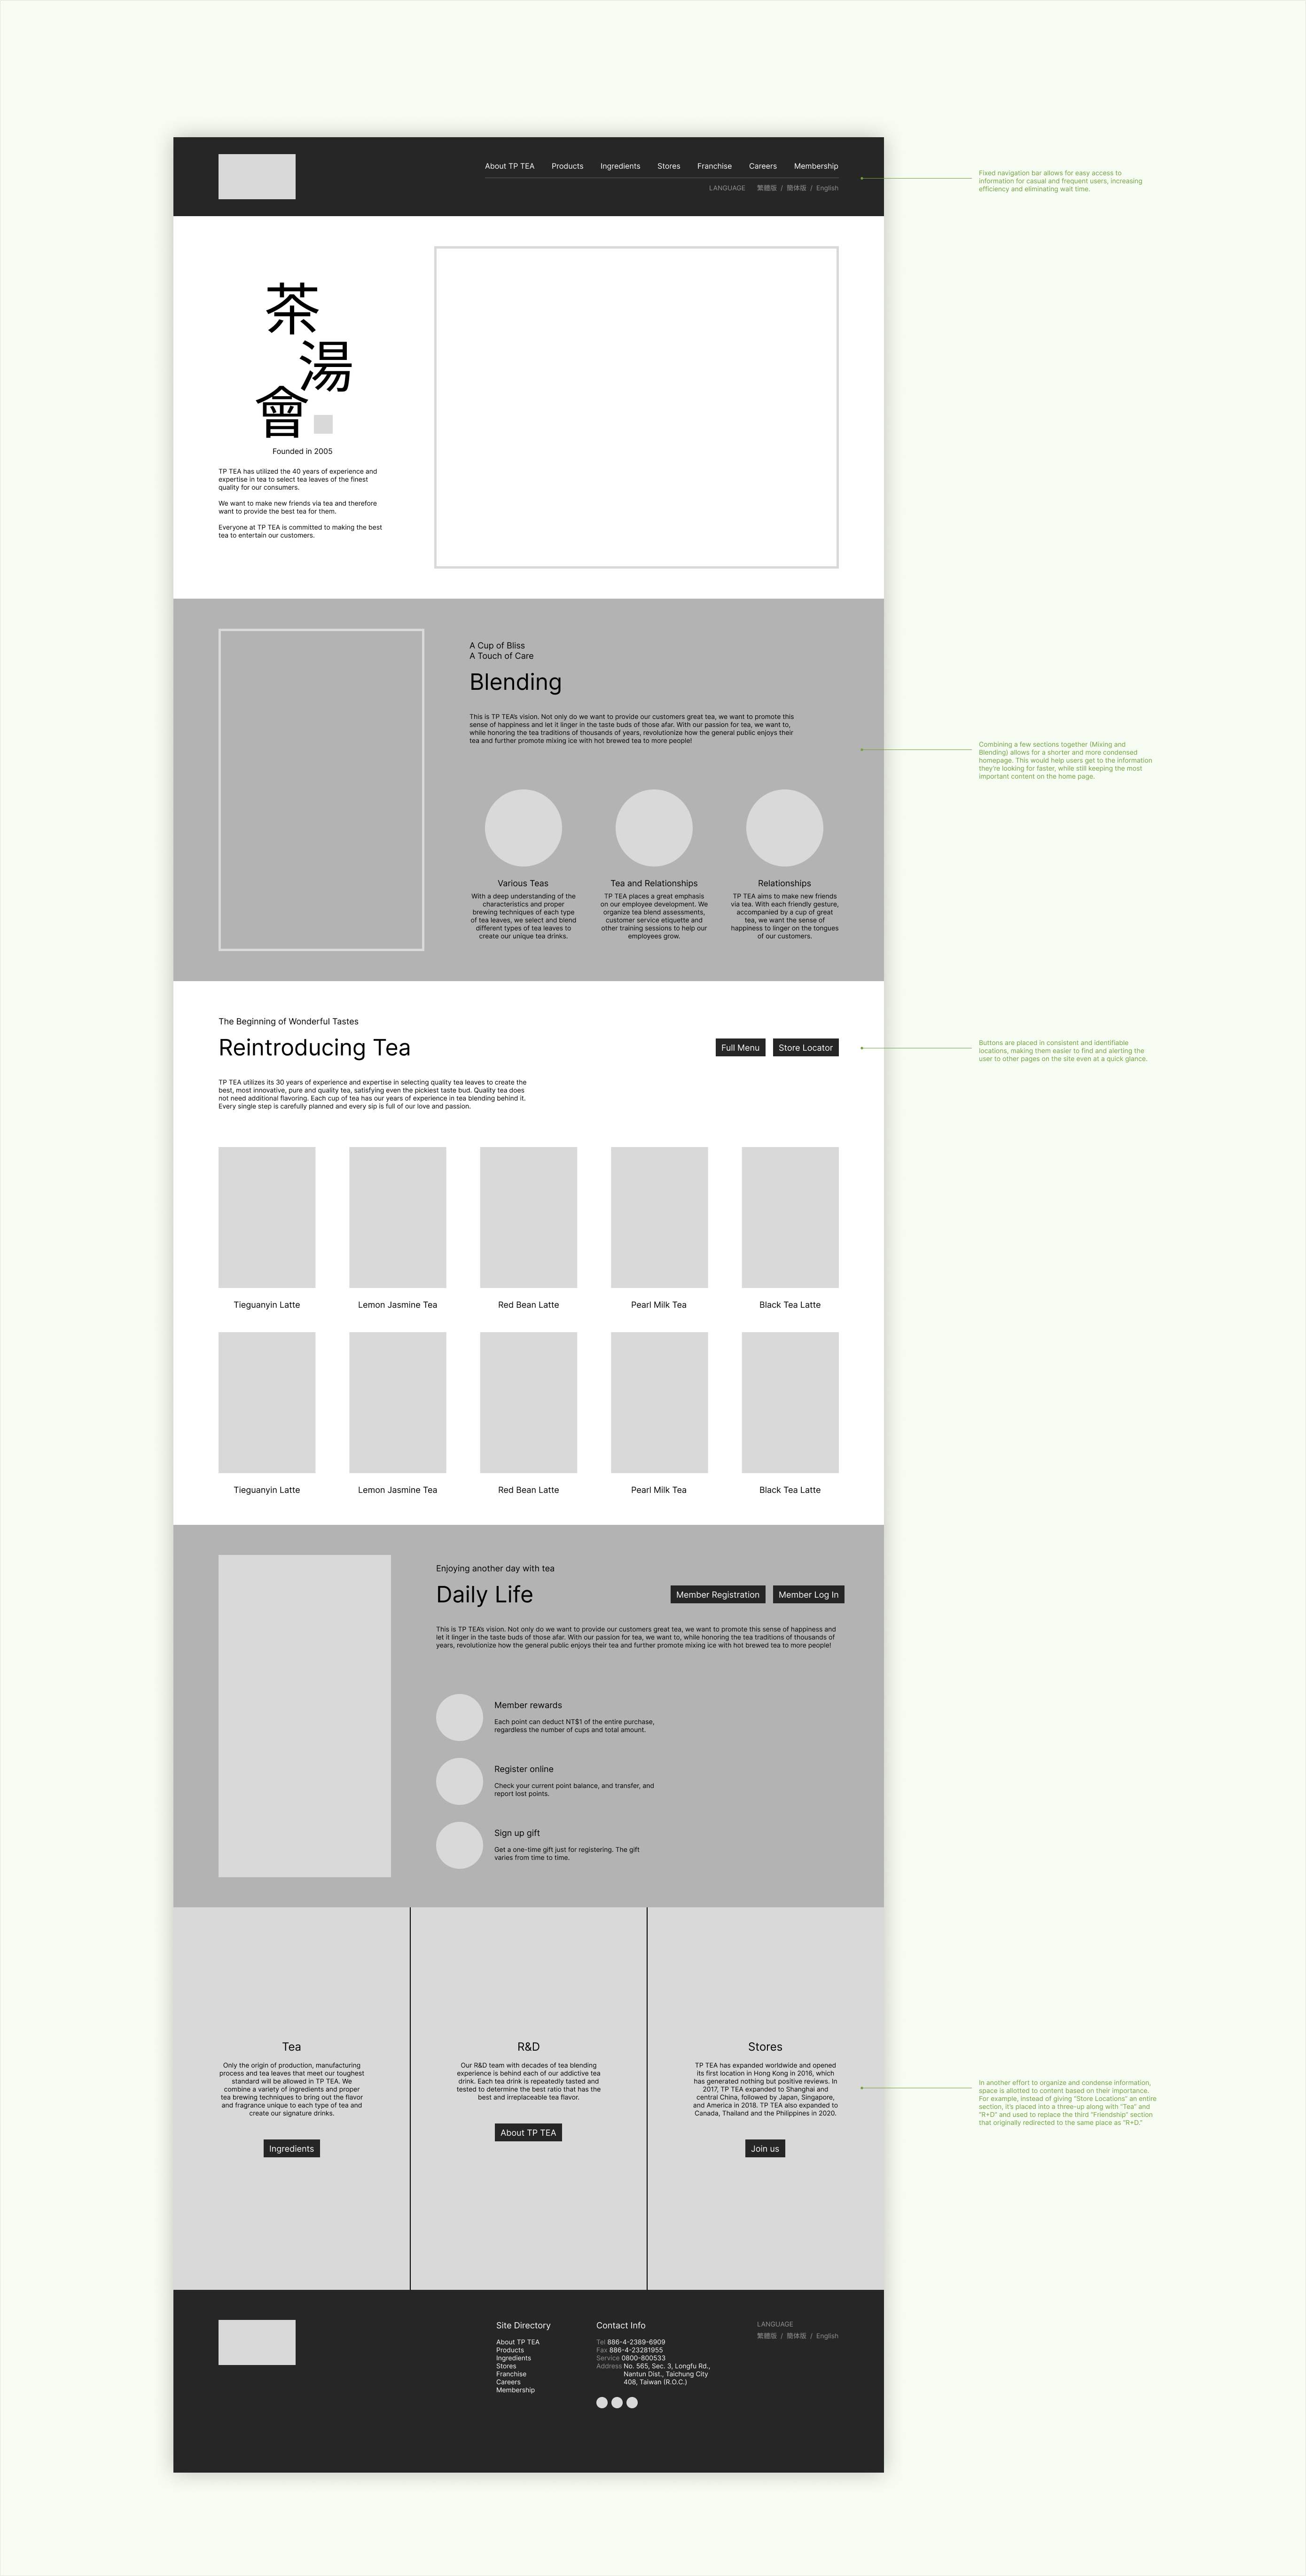 About TP TEA Products Ingredients Stores Franchise Careers Membership
LANGUAGE 繁體版 / 簡体版 / English
Fixed navigation bar allows for easy access to
information for casual and frequent users, increasing
efficiency and eliminating wait time.
茶
湯
會
Founded in 2005
TP TEA has utilized the 40 years of experience and
expertise in tea to select tea leaves of the finest
quality for our consumers.
We want to make new friends via tea and therefore
want to provide the best tea for them.
Everyone at TP TEA is committed to making the best
tea to entertain our customers.
A Cup of Bliss
A Touch of Care
Blending
This is TP TEA's vision. Not only do we want to provide our customers great tea, we want to promote this
sense of happiness and let it linger in the taste buds of those afar. With our passion for tea, we want to,
while honoring the tea traditions of thousands of years, revolutionize how the general public enjoys their
tea and further promote mixing ice with hot brewed tea to more people!
Combining a few sections together (Mixing and
Blending) allows for a shorter and more condensed
homepage. This would help users get to the information
they're looking for faster, while still keeping the most
important content on the home page.
Various Teas
With a deep understanding of the
characteristics and proper
brewing techniques of each type
of tea leaves, we select and blend
different types of tea leaves to
create our unique tea drinks.
Tea and Relationships
TP TEA places a great emphasis
on our employee development. We
organize tea blend assessments,
customer service etiquette and
other training sessions to help our
employees grow.
Relationships
TP TEA aims to make new friends
via tea. With each friendly gesture,
accompanied by a cup of great
tea, we want the sense of
happiness to linger on the tongues
of our customers.
The Beginning of Wonderful Tastes
Reintroducing Tea
Full Menu
Store Locator
Buttons are placed in consistent and identifiable
locations, making them easier to find and alerting the
user to other pages on the site even at a quick glance.
TP TEA utilizes its 30 years of experience and expertise in selecting quality tea leaves to create the
best, most innovative, pure and quality tea, satisfying even the pickiest taste bud. Quality tea does
not need additional flavoring. Each cup of tea has our years of experience in tea blending behind it.
Every single step is carefully planned and every sip is full of our love and passion.
Tieguanyin Latte Lemon Jasmine Tea Red Bean Latte Pearl Milk Tea Black Tea Latte
Tieguanyin Latte Lemon Jasmine Tea Red Bean Latte Pearl Milk Tea Black Tea Latte
Enjoying another day with tea
Daily Life
Member Registration
Member Log In
This is TP TEA's vision. Not only do we want to provide our customers great tea, we want to promote this sense of happiness and
let it linger in the taste buds of those afar. With our passion for tea, we want to, while honoring the tea traditions of thousands of
years, revolutionize how the general public enjoys their tea and further promote mixing ice with hot brewed tea to more people!
Member rewards
Each point can deduct NT$1 of the entire purchase,
regardless the number of cups and total amount.
Register online
Check your current point balance, and transfer, and
report lost points.
Sign up gift
Get a one-time gift just for registering. The gift
varies from time to time.
Tea
Only the origin of production, manufacturing
process and tea leaves that meet our toughest
standard will be allowed in TP TEA. We
combine a variety of ingredients and proper
tea brewing techniques to bring out the flavor
and fragrance unique to each type of tea and
create our signature drinks.
Ingredients
R&D
Our R&D team with decades of tea blending
experience is behind each of our addictive tea
drink. Each tea drink is repeatedly tasted and
tested to determine the best ratio that has the
best and irreplaceable tea flavor.
About TP TEA
Stores
TP TEA has expanded worldwide and opened
its first location in Hong Kong in 2016, which
has generated nothing but positive reviews. In
2017, TP TEA expanded to Shanghai and
central China, followed by Japan, Singapore,
and America in 2018. TP TEA also expanded to
Canada, Thailand and the Philippines in 2020.
Join us
In another effort to organize and condense information,
space is allotted to content based on their importance.
For example, instead of giving "Store Locations" an entire
section, it's placed into a three-up along with "Tea" and
"R+D" and used to replace the third "Friendship" section
that originally redirected to the same place as "R+D."
Site Directory
About TP TEA
Products
Ingredients
Stores
Franchise
Careers
Membership
Contact Info
Tel 886-4-2389-6909
Fax 886-4-23281955
Service 0800-800533
Address No. 565, Sec. 3, Longfu Rd.,
Nantun Dist., Taichung City
408, Taiwan (R.O.C.)
LANGUAGE
繁體版 / 簡体版 / English